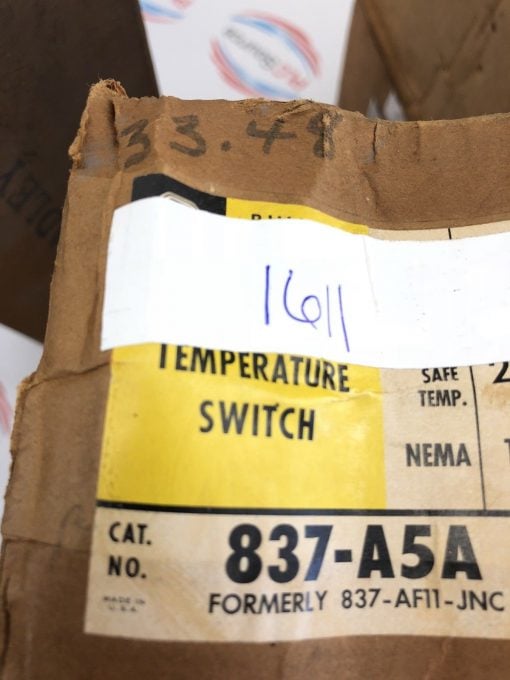 33.48
1611
TEMPERATURE
SWITCH
SAFE
TEMP.
NEMA
CAT.
NO.
837-A5A
FORMERLY 837-AF11-JNC
MADE IN
U.S.A.